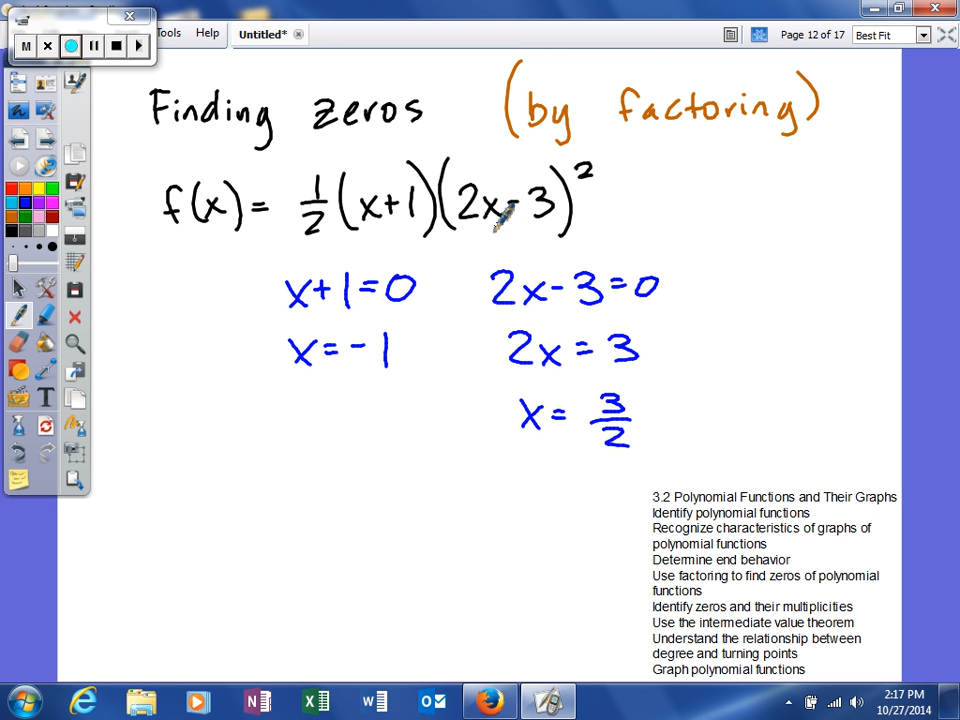 Tools Help Untitled* Page 12 of 17 Best Fit
M
Finding zeros (by factoring)
f(x) = 1/2 (x+1)(2x-3)²
x+1=0 2x-3=0
x=-1 2x=3
x= 3/2
T
3.2 Polynomial Functions and Their Graphs
Identify polynomial functions
Recognize characteristics of graphs of
polynomial functions
Determine end behavior
Use factoring to find zeros of polynomial
functions
Identify zeros and their multiplicities
Use the intermediate value theorem
Understand the relationship between
degree and turning points
Graph polynomial functions
2:17 PM
10/27/2014